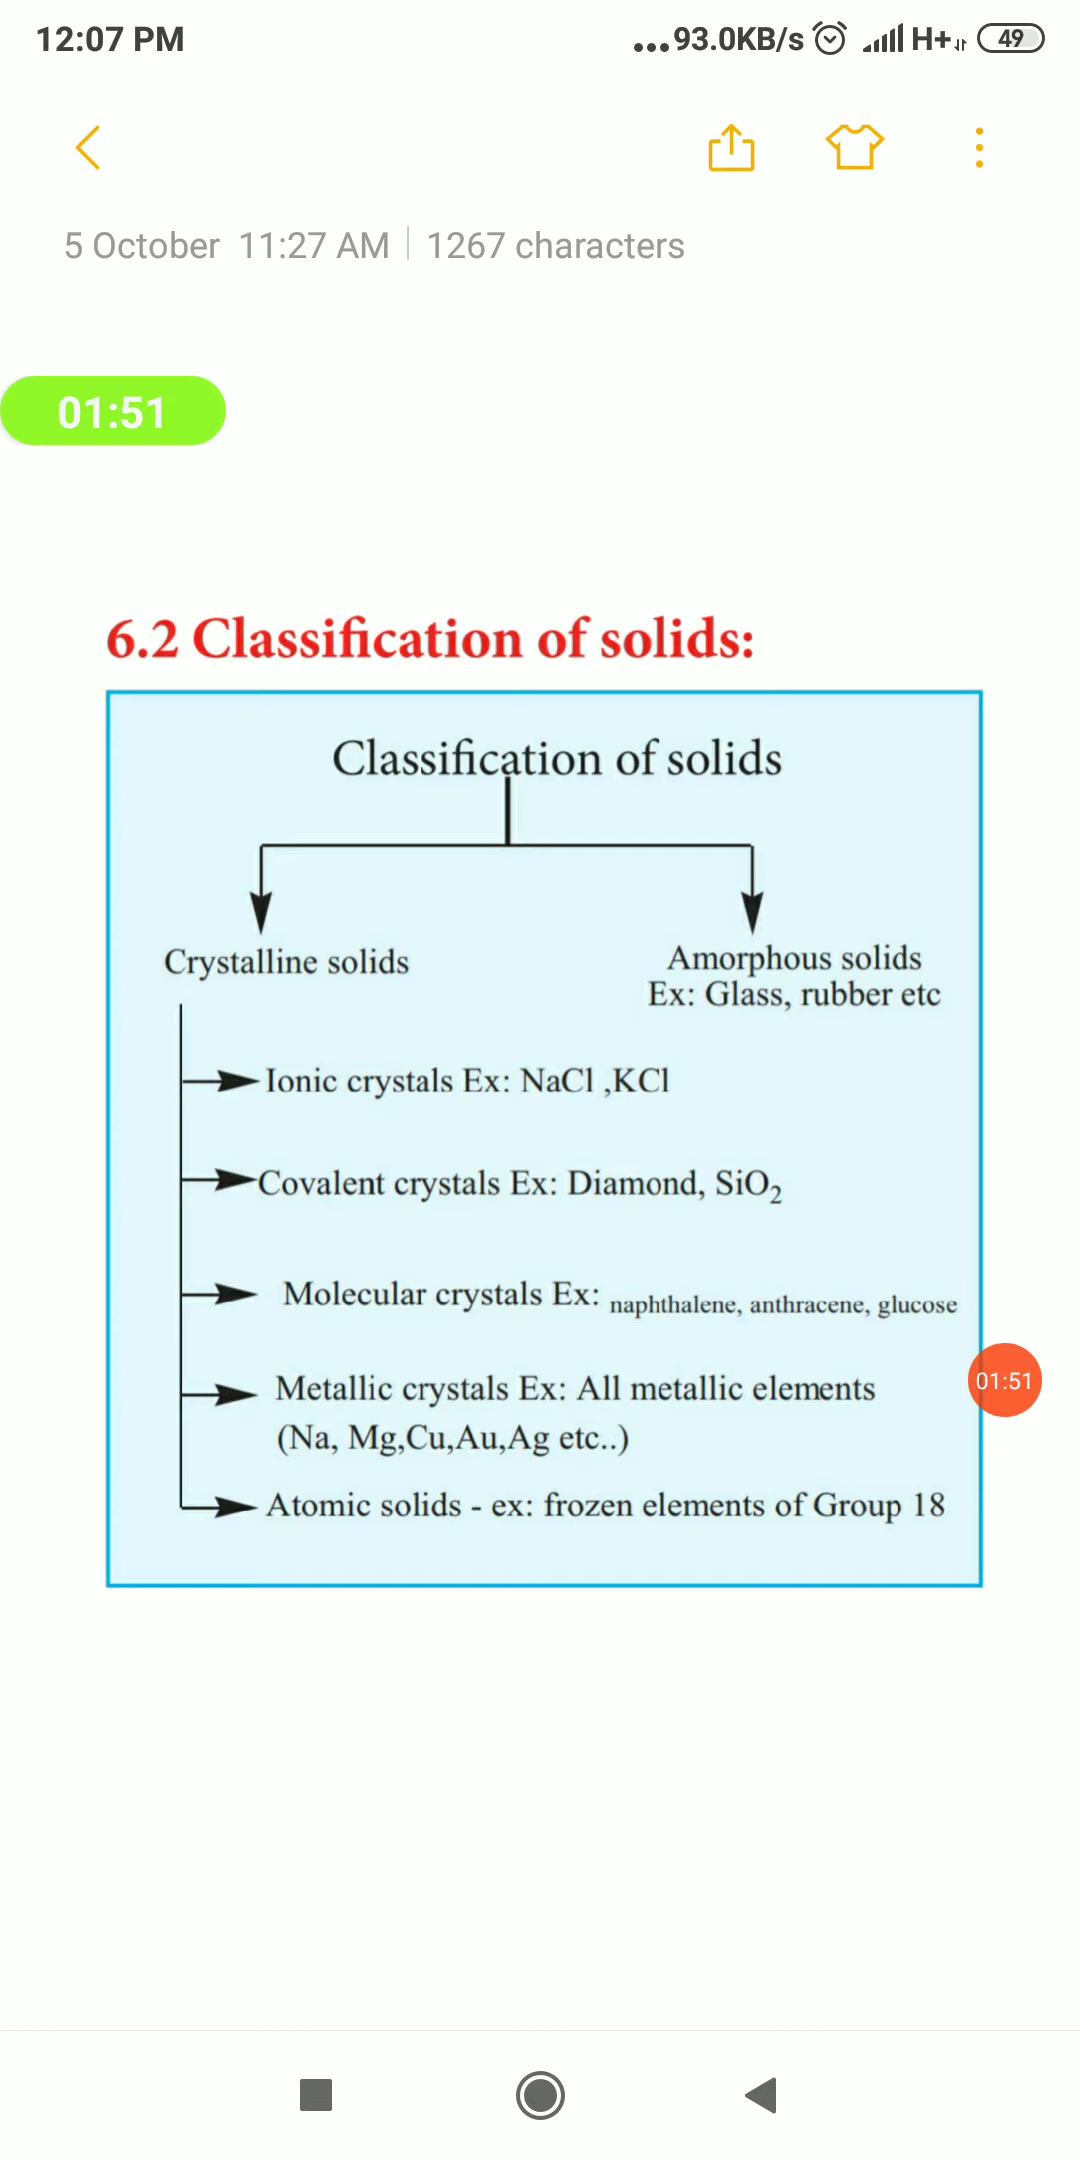 12:07 PM ...93.0KB/s H+ 49
5 October 11:27 AM | 1267 characters
01:51
6.2 Classification of solids:
Classification of solids
Crystalline solids
Amorphous solids
Ex: Glass, rubber etc
Ionic crystals Ex: NaCl ,KCl
Covalent crystals Ex: Diamond, SiO₂
Molecular crystals Ex: naphthalene, anthracene, glucose
Metallic crystals Ex: All metallic elements
01:51
(Na, Mg,Cu,Au,Ag etc..)
Atomic solids - ex: frozen elements of Group 18